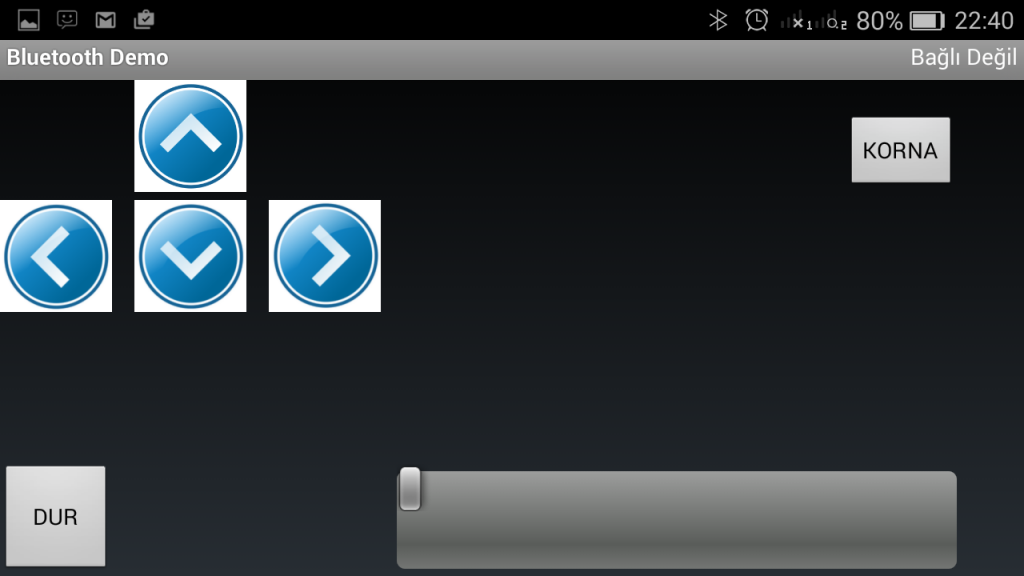 80% 22:40
Bluetooth Demo Bağlı Değil
KORNA
DUR